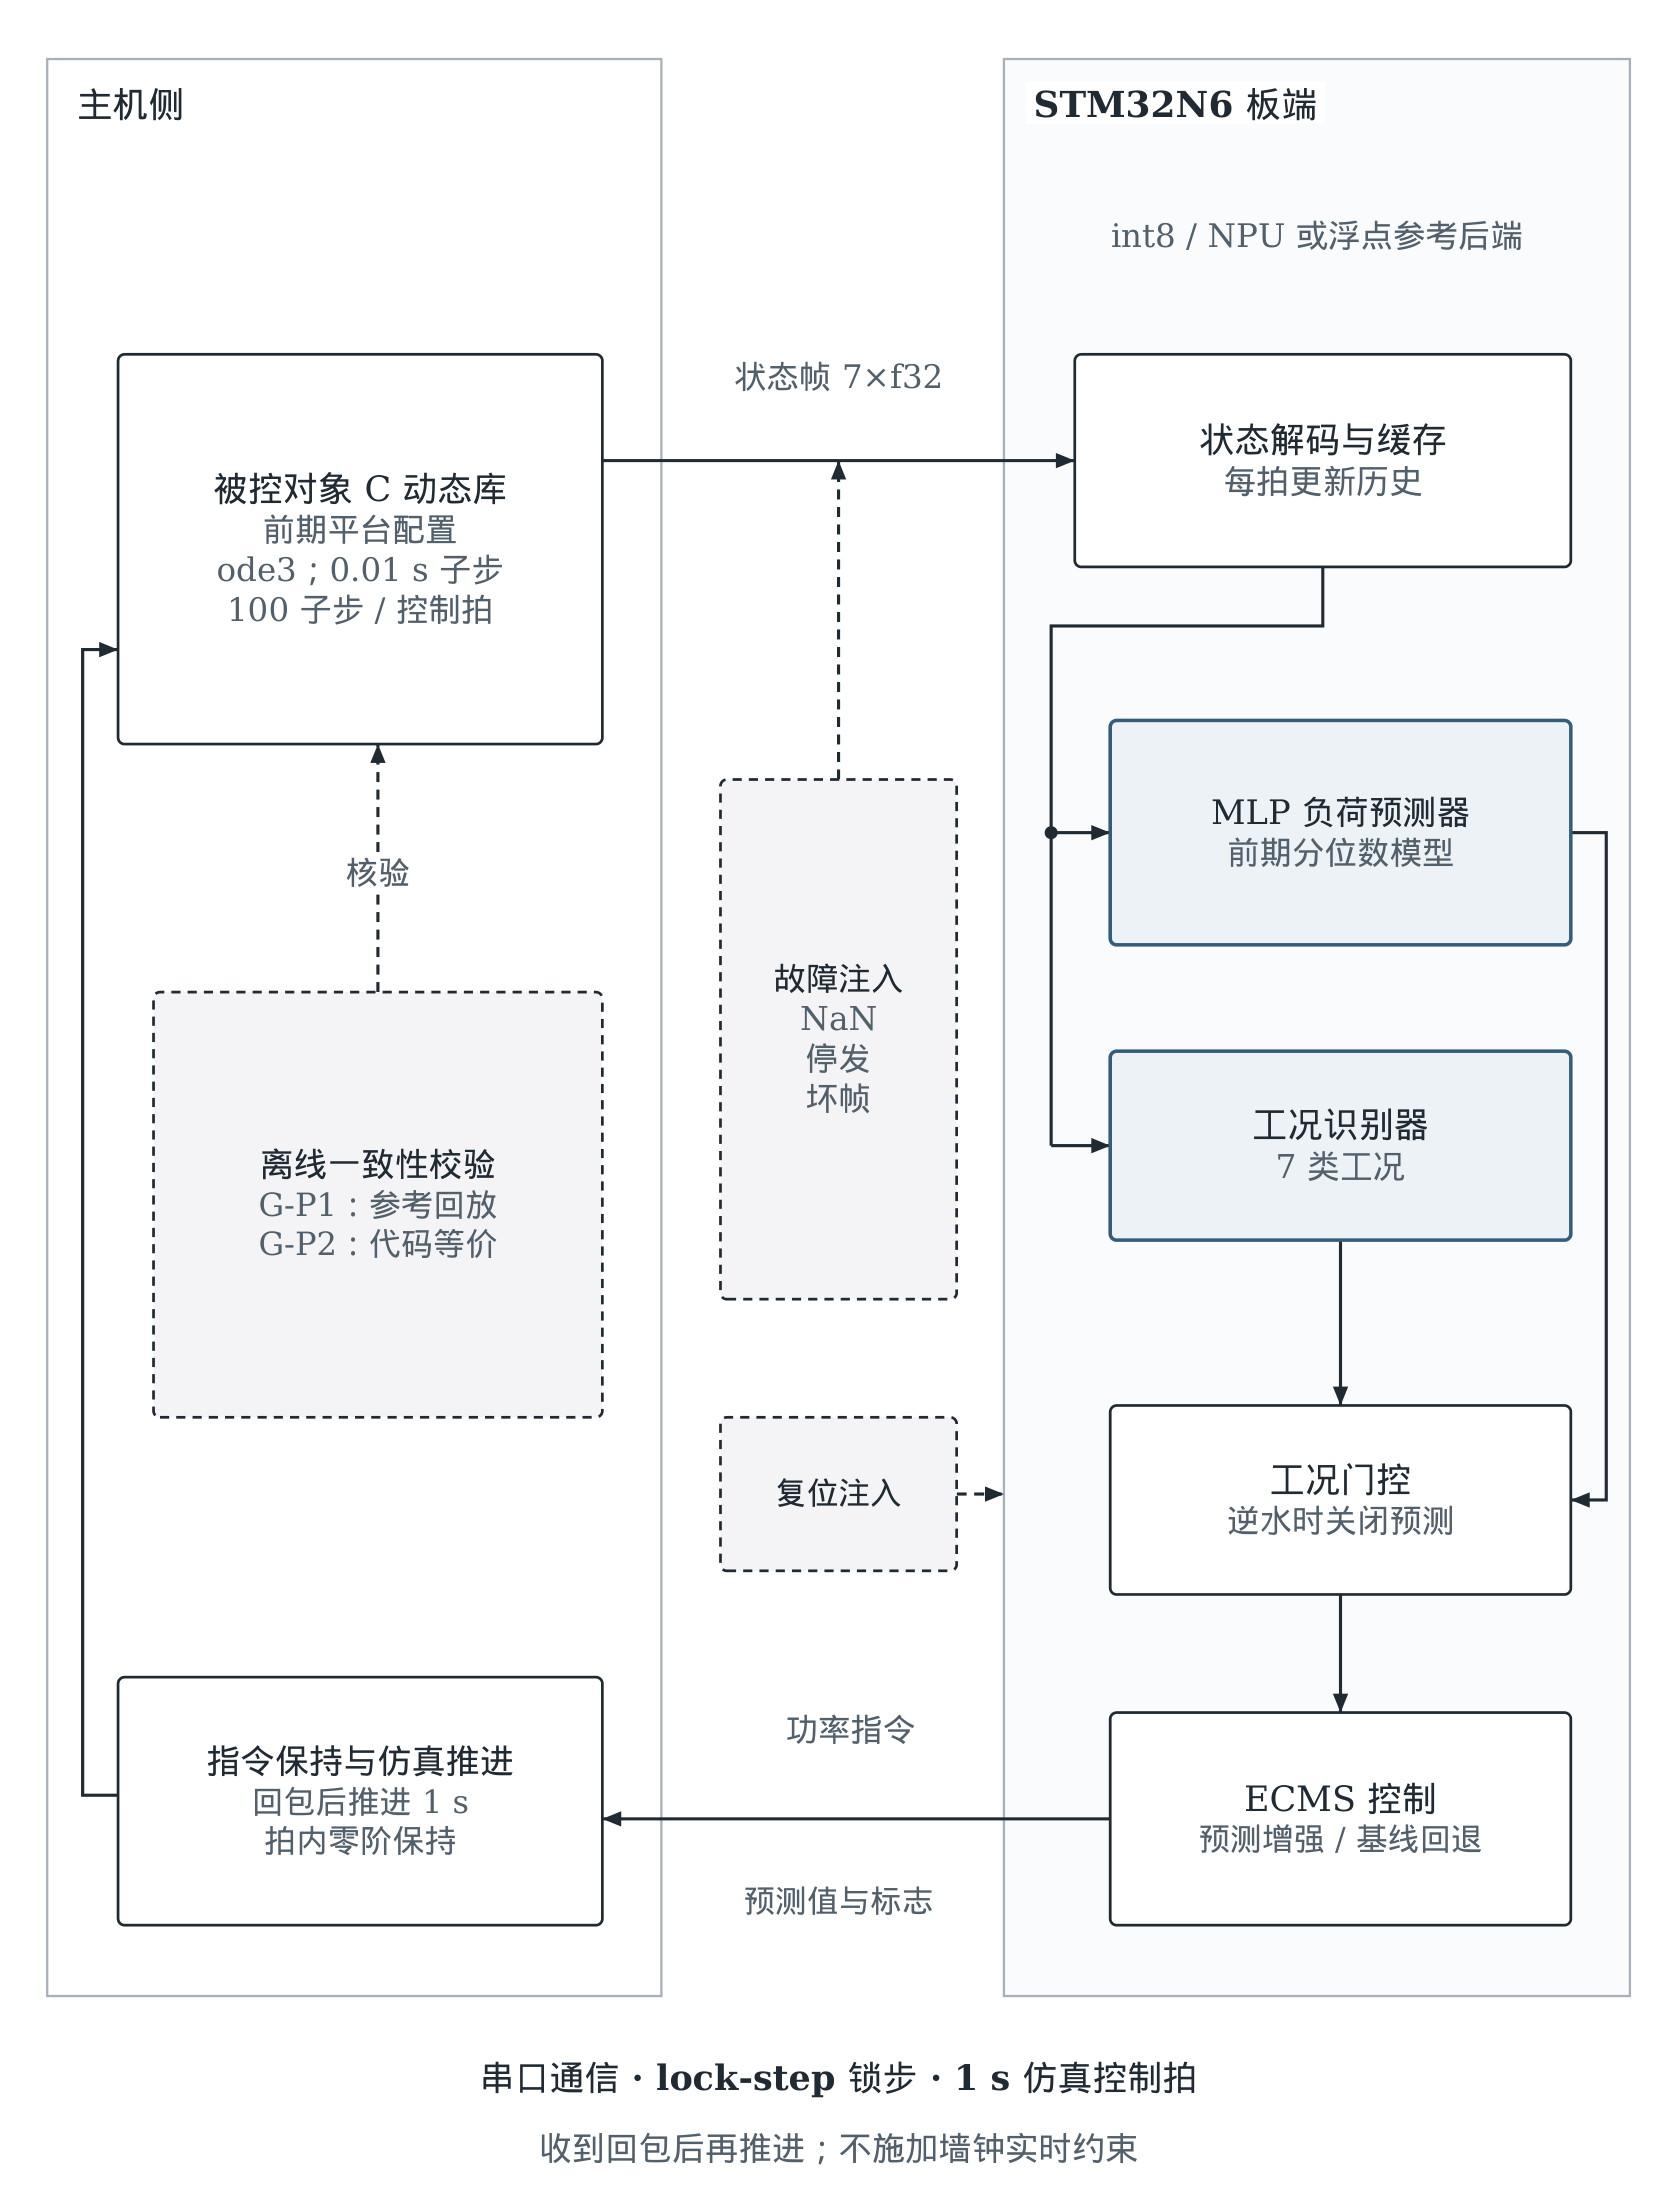 主机侧
被控对象 C 动态库
前期平台配置
ode3；0.01 s 子步
100 子步 / 控制拍
核验
离线一致性校验
G-P1：参考回放
G-P2：代码等价
指令保持与仿真推进
回包后推进 1 s
拍内零阶保持
状态帧 7×f32
故障注入
NaN
停发
坏帧
复位注入
功率指令
预测值与标志
STM32N6 板端
int8 / NPU 或浮点参考后端
状态解码与缓存
每拍更新历史
MLP 负荷预测器
前期分位数模型
工况识别器
7 类工况
工况门控
逆水时关闭预测
ECMS 控制
预测增强 / 基线回退
串口通信 · lock-step 锁步 · 1 s 仿真控制拍
收到回包后再推进；不施加墙钟实时约束